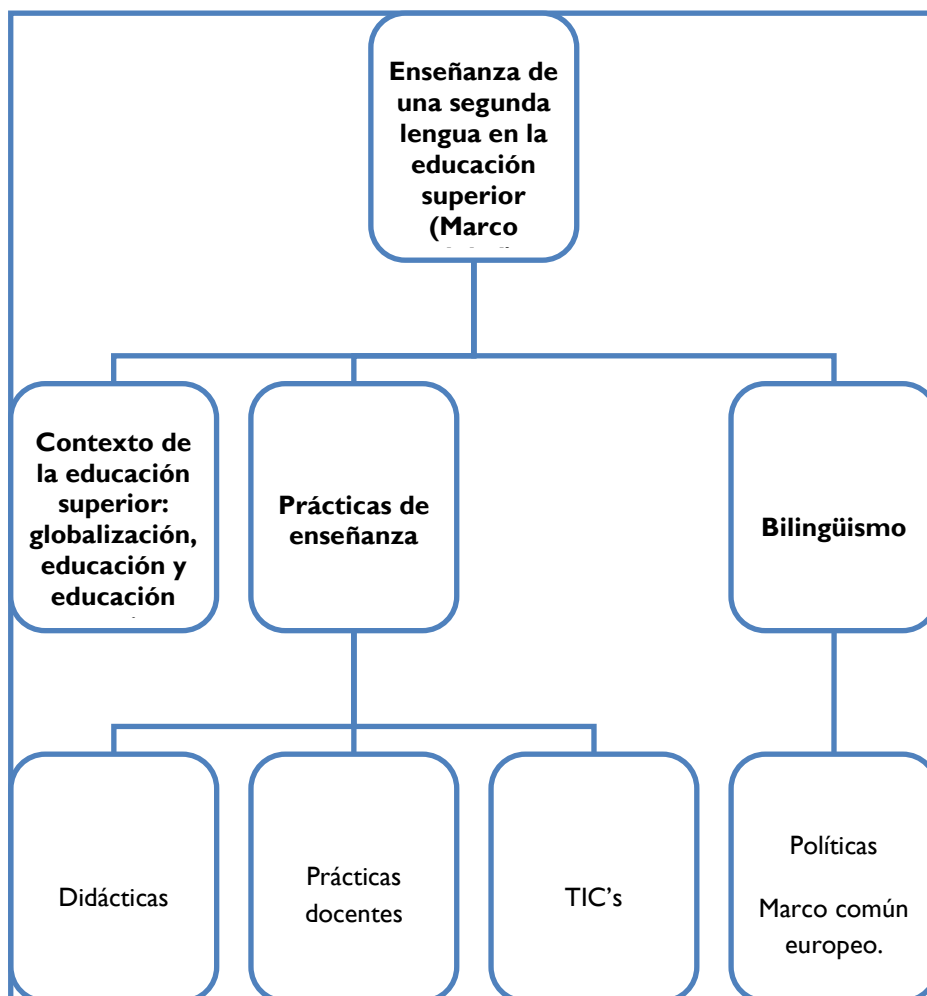 Enseñanza de
una segunda
lengua en la
educación
superior
(Marco
Contexto de
la educación
superior:
globalización,
educación y
educación
Prácticas de
enseñanza
Bilingüismo
Didácticas
Prácticas
docentes
TIC’s
Políticas
Marco común
europeo.